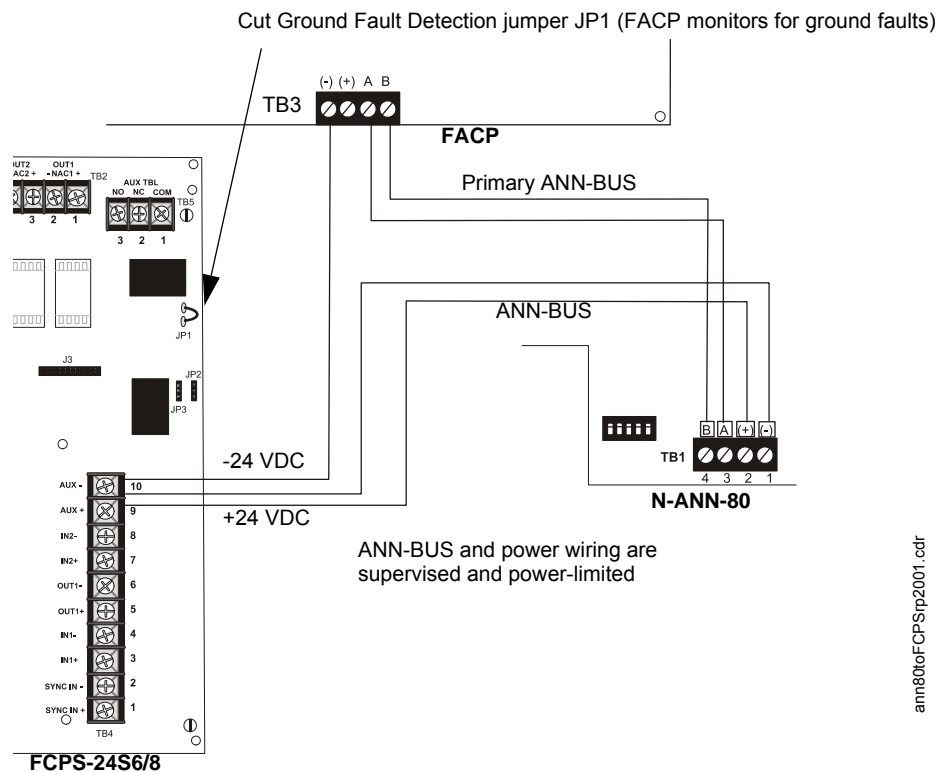 Cut Ground Fault Detection jumper JP1 (FACP monitors for ground faults)
(-) (+) A B
TB3
FACP
Primary ANN-BUS
OUT1
NAC2 + - NAC1 +
TB2
3 2 1
AUX TBL
NO NC COM
TB5
3 2 1
JP1
ANN-BUS
J3
JP2
JP3
B A (+) (-)
TB1
4 3 2 1
N-ANN-80
-24 VDC
+24 VDC
AUX - 10
AUX + 9
IN2- 8
IN2+ 7
OUT1- 6
OUT1+ 5
IN1- 4
IN1+ 3
SYNC IN - 2
SYNC IN + 1
TB4
FCPS-24S6/8
ANN-BUS and power wiring are
supervised and power-limited
ann80toFCPSrp2001.cdr